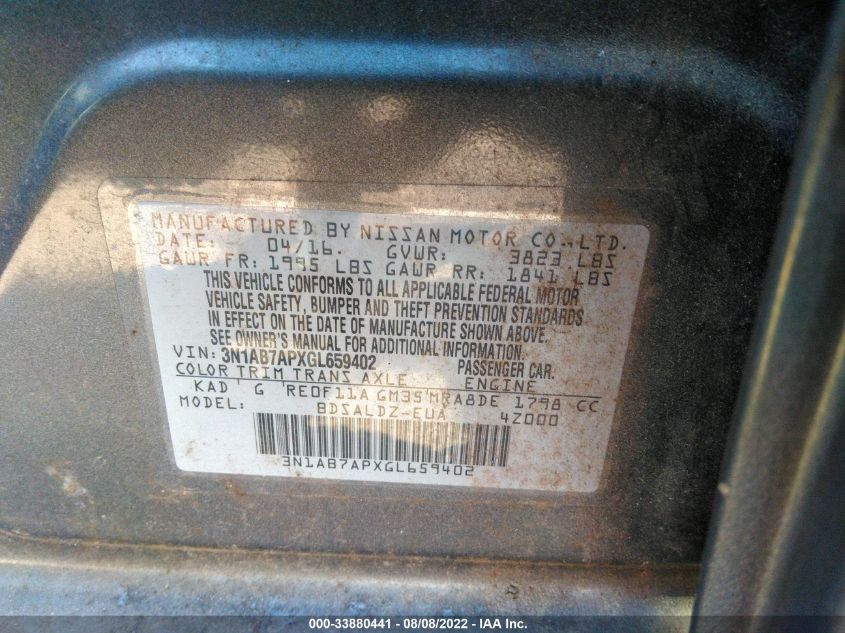 MANUFACTURED BY NISSAN MOTOR CO., LTD.
DATE: 04/16. GVWR: 3823 LBS
GAWR FR: 1995 LBS GAWR RR: 1841 LBS
THIS VEHICLE CONFORMS TO ALL APPLICABLE FEDERAL MOTOR
VEHICLE SAFETY, BUMPER AND THEFT PREVENTION STANDARDS
IN EFFECT ON THE DATE OF MANUFACTURE SHOWN ABOVE.
SEE OWNER'S MANUAL FOR ADDITIONAL INFORMATION.
VIN: 3N1AB7APXGL659402 PASSENGER CAR.
COLOR TRIM TRANS AXLE ENGINE
KAD G RE0F11A GM39 MRA8DE 1798 CC
MODEL: BDSALDZ-EUA 4Z000
3N1AB7APXGL659402
000-33880441 - 08/08/2022 - IAA Inc.